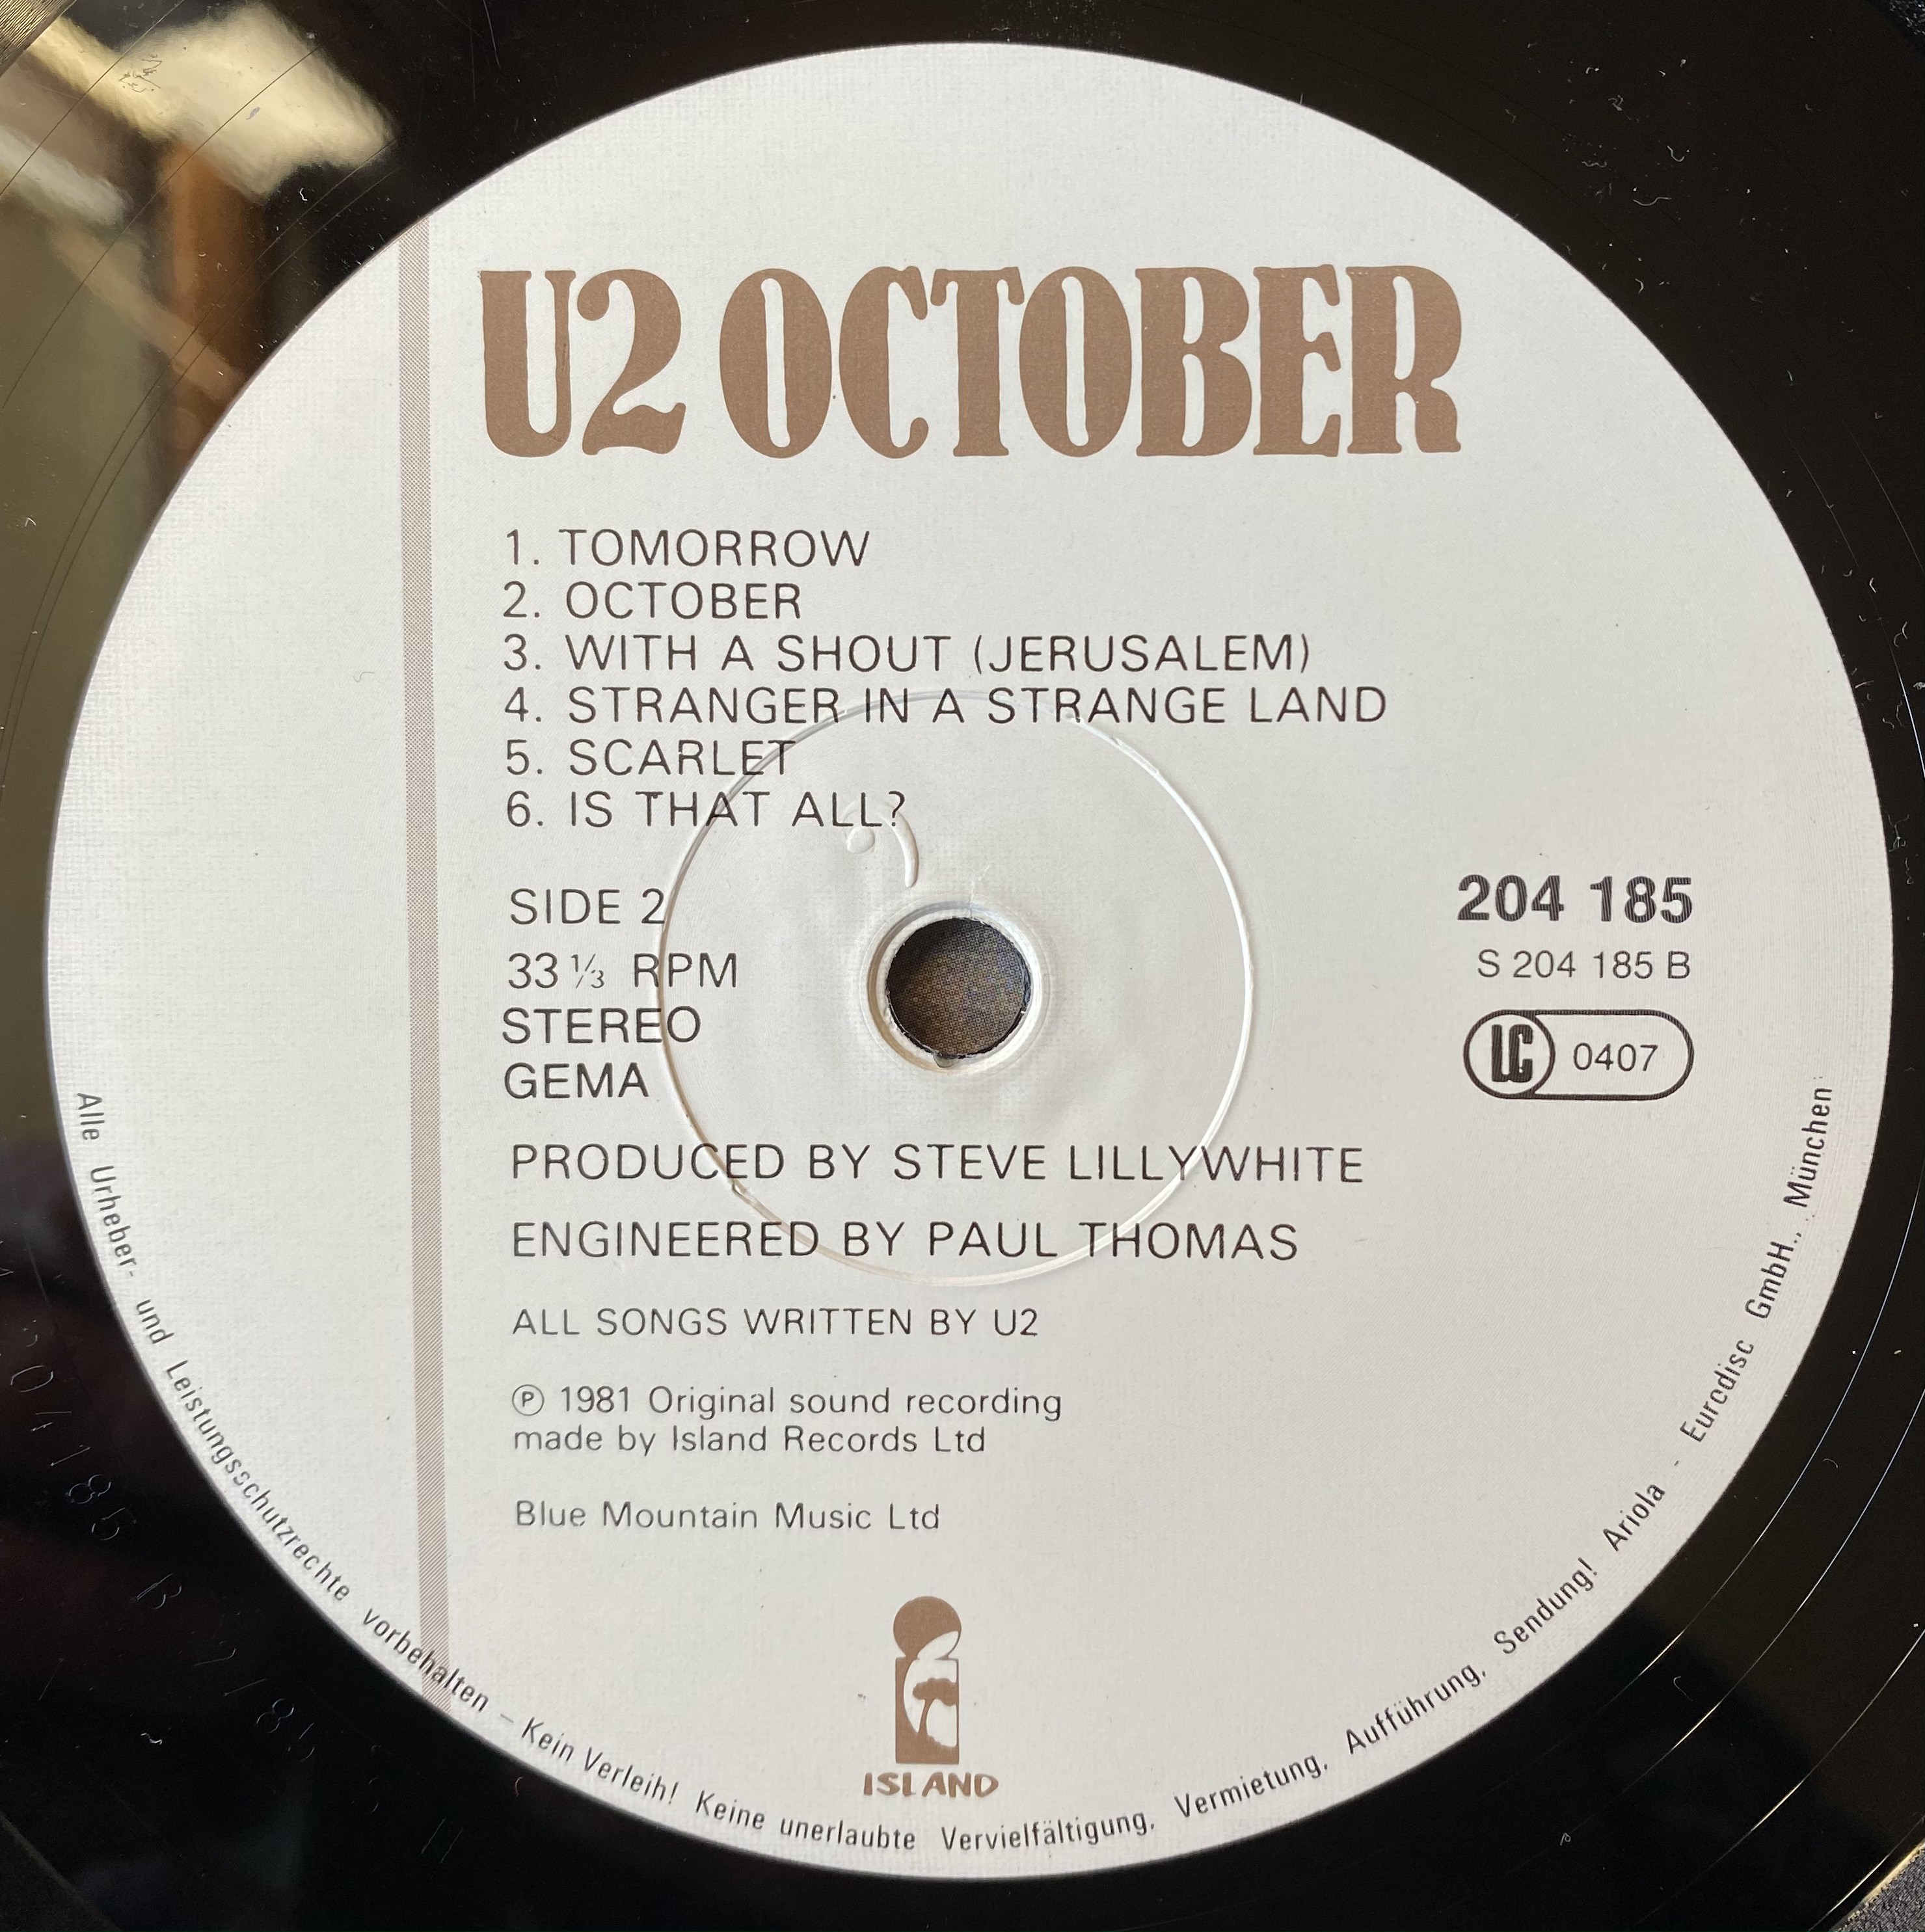 U2 OCTOBER
1. TOMORROW
2. OCTOBER
3. WITH A SHOUT (JERUSALEM)
4. STRANGER IN A STRANGE LAND
5. SCARLET
6. IS THAT ALL?
SIDE 2
33 ⅓ RPM
STEREO
GEMA
204 185
S 204 185 B
LC 0407
PRODUCED BY STEVE LILLYWHITE
ENGINEERED BY PAUL THOMAS
ALL SONGS WRITTEN BY U2
℗ 1981 Original sound recording
made by Island Records Ltd
Blue Mountain Music Ltd
ISLAND
Alle Urheber- und Leistungsschutzrechte vorbehalten – Kein Verleih! Keine unerlaubte Vervielfältigung, Vermietung, Aufführung, Sendung! Ariola - Eurodisc GmbH., München